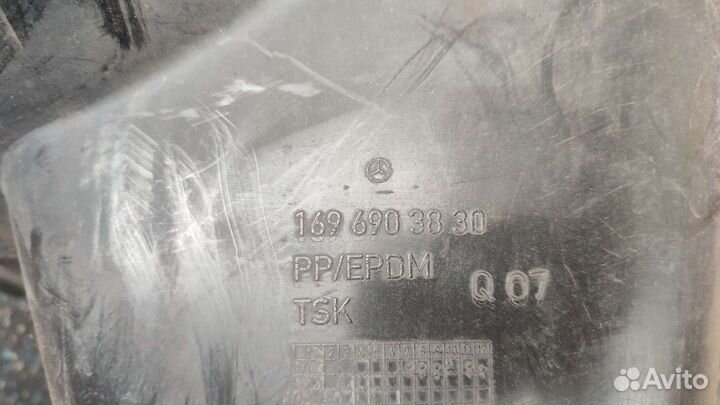 169 690 38 30
PP/EPDM
Q 07
TSK
Avito